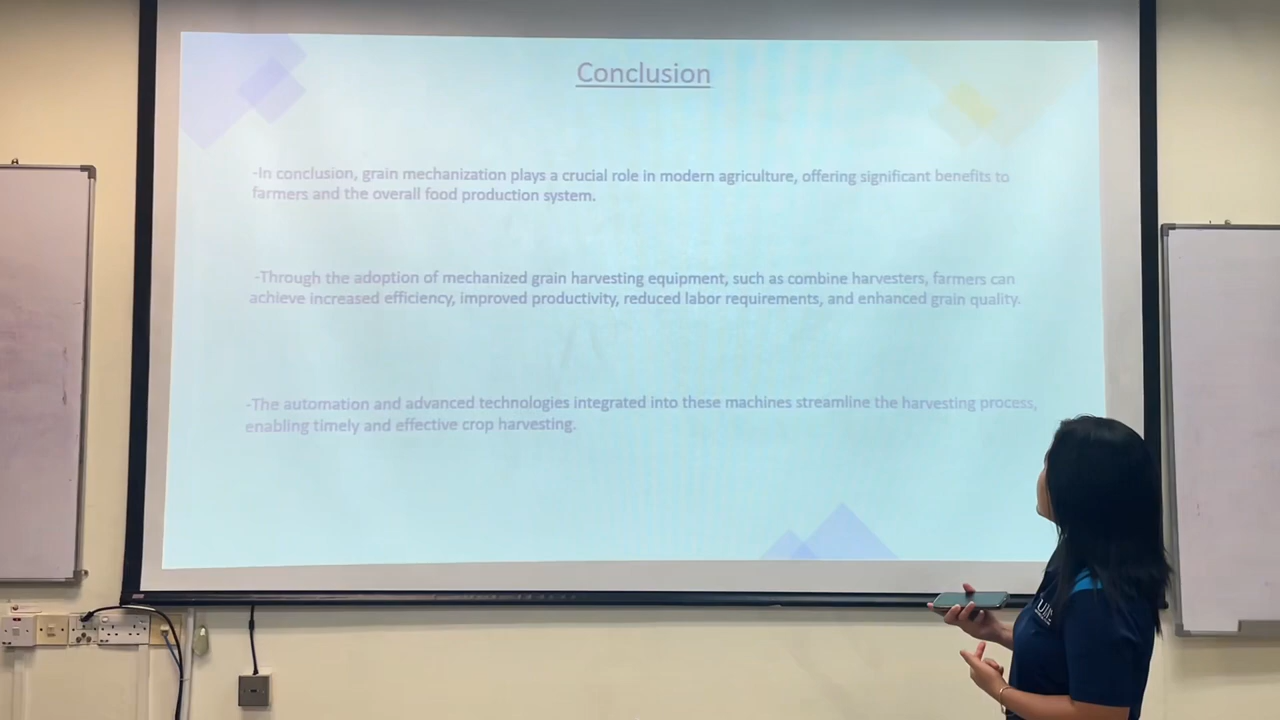 Conclusion
-In conclusion, grain mechanization plays a crucial role in modern agriculture, offering significant benefits to
farmers and the overall food production system.
-Through the adoption of mechanized grain harvesting equipment, such as combine harvesters, farmers can
achieve increased efficiency, improved productivity, reduced labor requirements, and enhanced grain quality.
-The automation and advanced technologies integrated into these machines streamline the harvesting process,
enabling timely and effective crop harvesting.